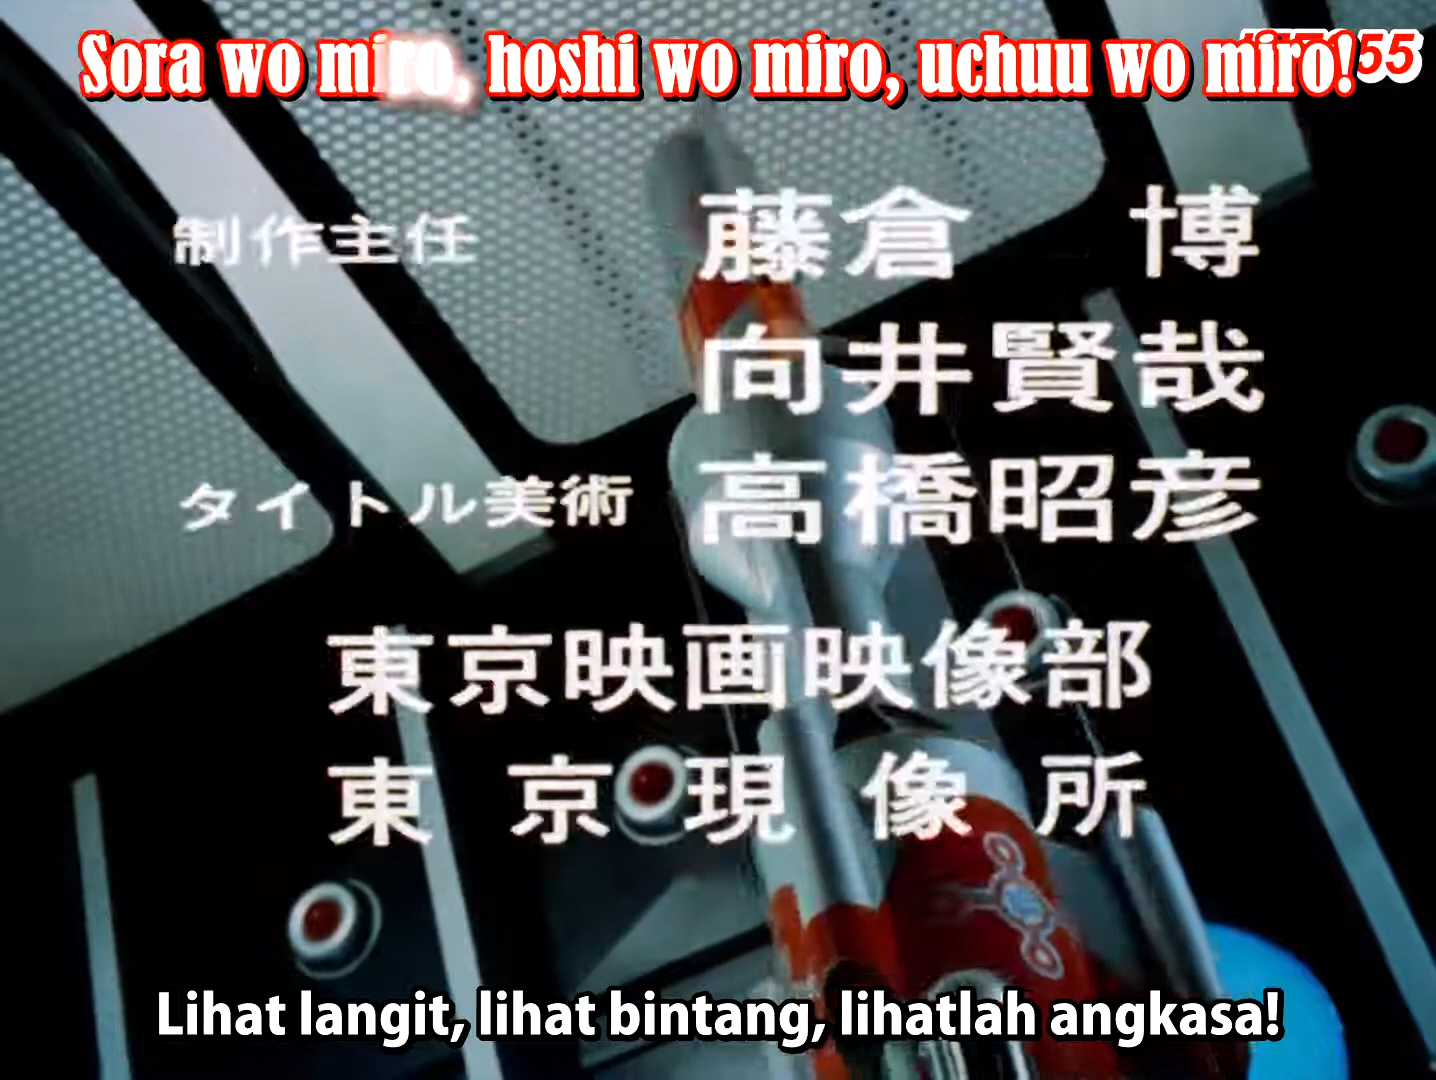 Sora wo miro, hoshi wo miro, uchuu wo miro!
55
制作主任 藤倉 博
向井賢哉
タイトル美術 高橋昭彦
東京映画映像部
東京現像所
Lihat langit, lihat bintang, lihatlah angkasa!